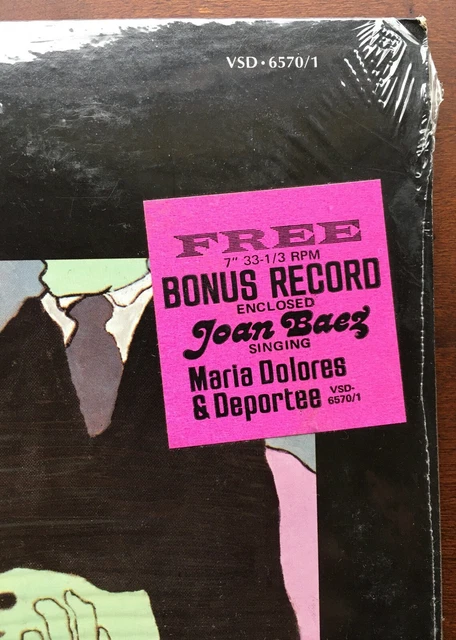 VSD • 6570/1
FREE
7" 33-1/3 RPM
BONUS RECORD
ENCLOSED
Joan Baez
SINGING
Maria Dolores
& Deportee VSD-
6570/1